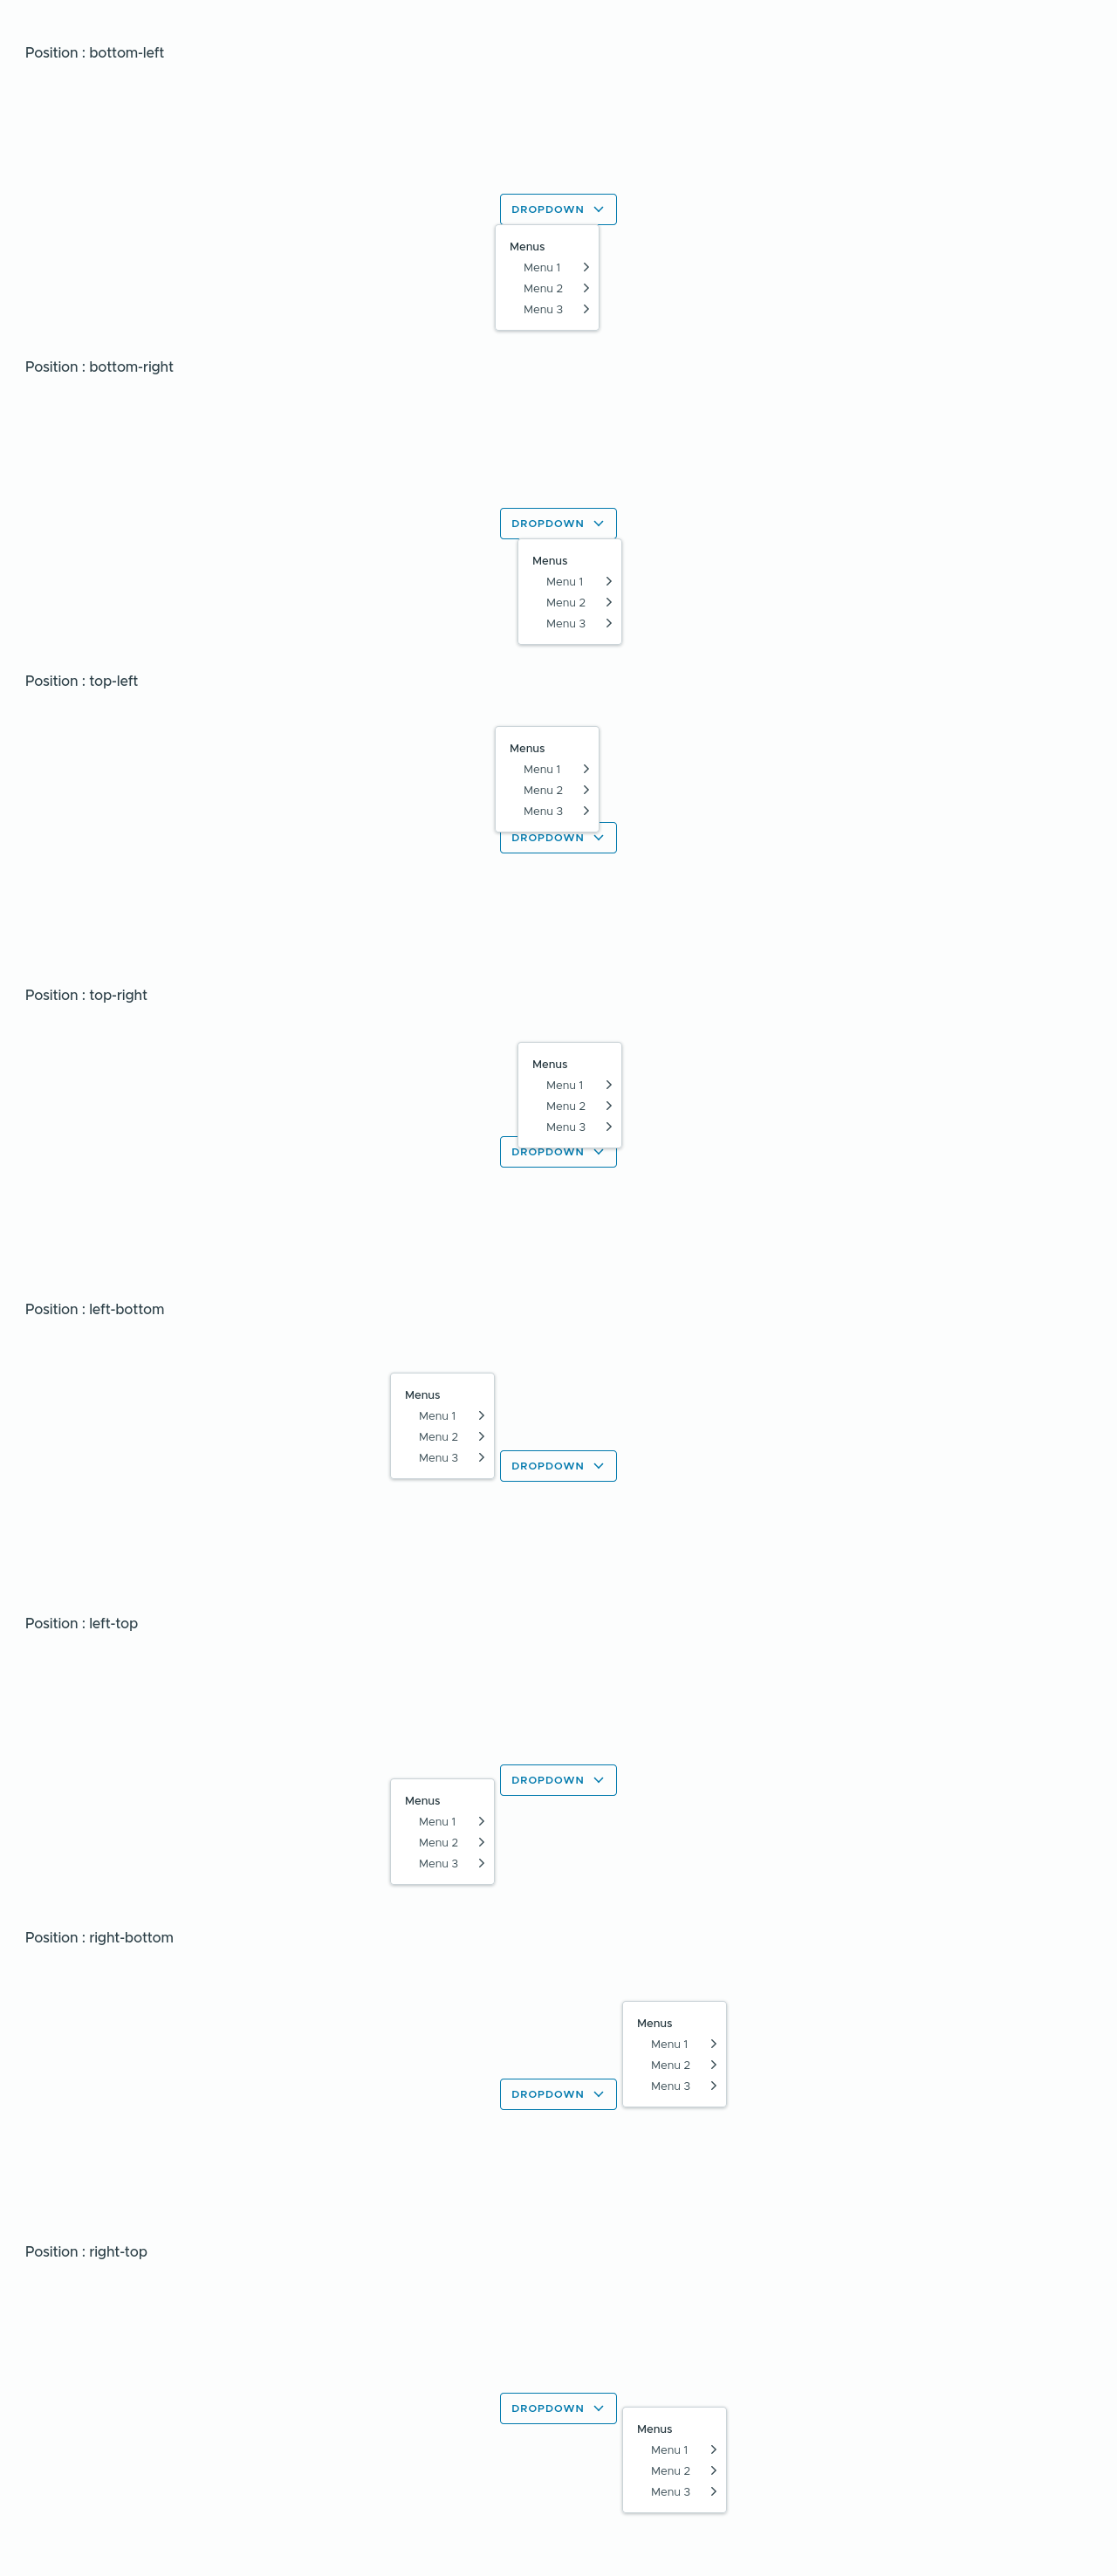 Position : bottom-left
DROPDOWN
Menus
Menu 1
Menu 2
Menu 3
Position : bottom-right
DROPDOWN
Menus
Menu 1
Menu 2
Menu 3
Position : top-left
Menus
Menu 1
Menu 2
Menu 3
DROPDOWN
Position : top-right
Menus
Menu 1
Menu 2
Menu 3
DROPDOWN
Position : left-bottom
Menus
Menu 1
Menu 2
Menu 3
DROPDOWN
Position : left-top
DROPDOWN
Menus
Menu 1
Menu 2
Menu 3
Position : right-bottom
Menus
Menu 1
Menu 2
Menu 3
DROPDOWN
Position : right-top
DROPDOWN
Menus
Menu 1
Menu 2
Menu 3